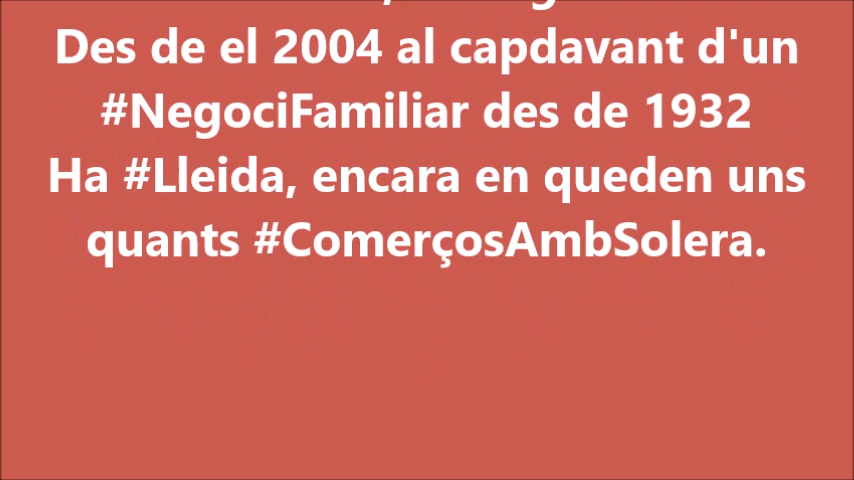 Des de el 2004 al capdavant d'un
#NegociFamiliar des de 1932
Ha #Lleida, encara en queden uns
quants #ComerçosAmbSolera.